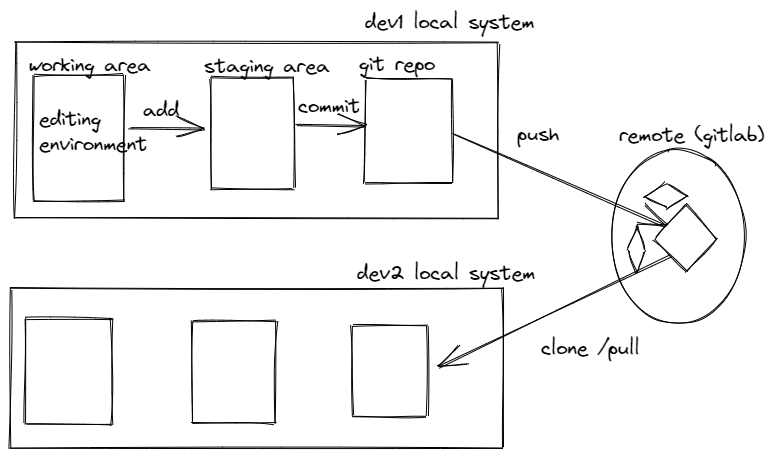 dev1 local system
working area
staging area
git repo
editing
environment
add
commit
push
remote (gitlab)
dev2 local system
clone /pull